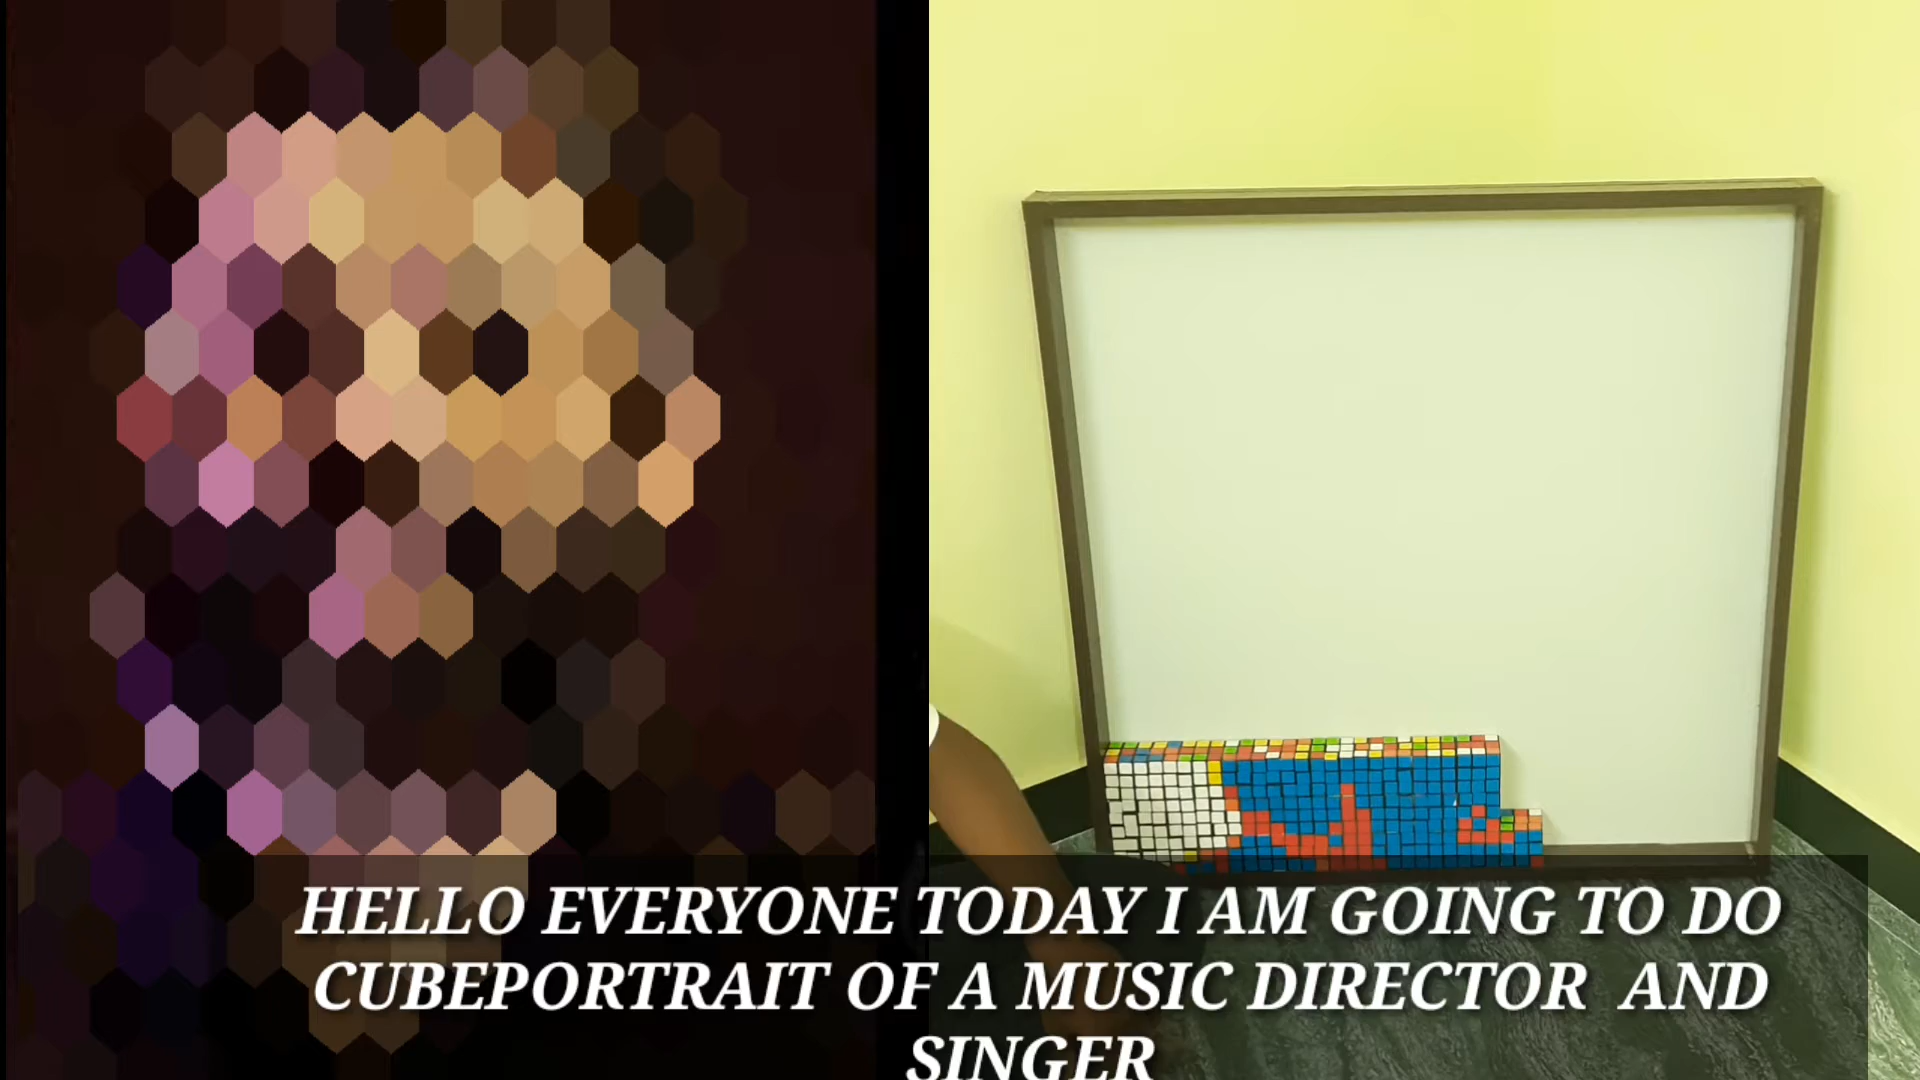 HELLO EVERYONE TODAY I AM GOING TO DO
CUBEPORTRAIT OF A MUSIC DIRECTOR AND
SINGER